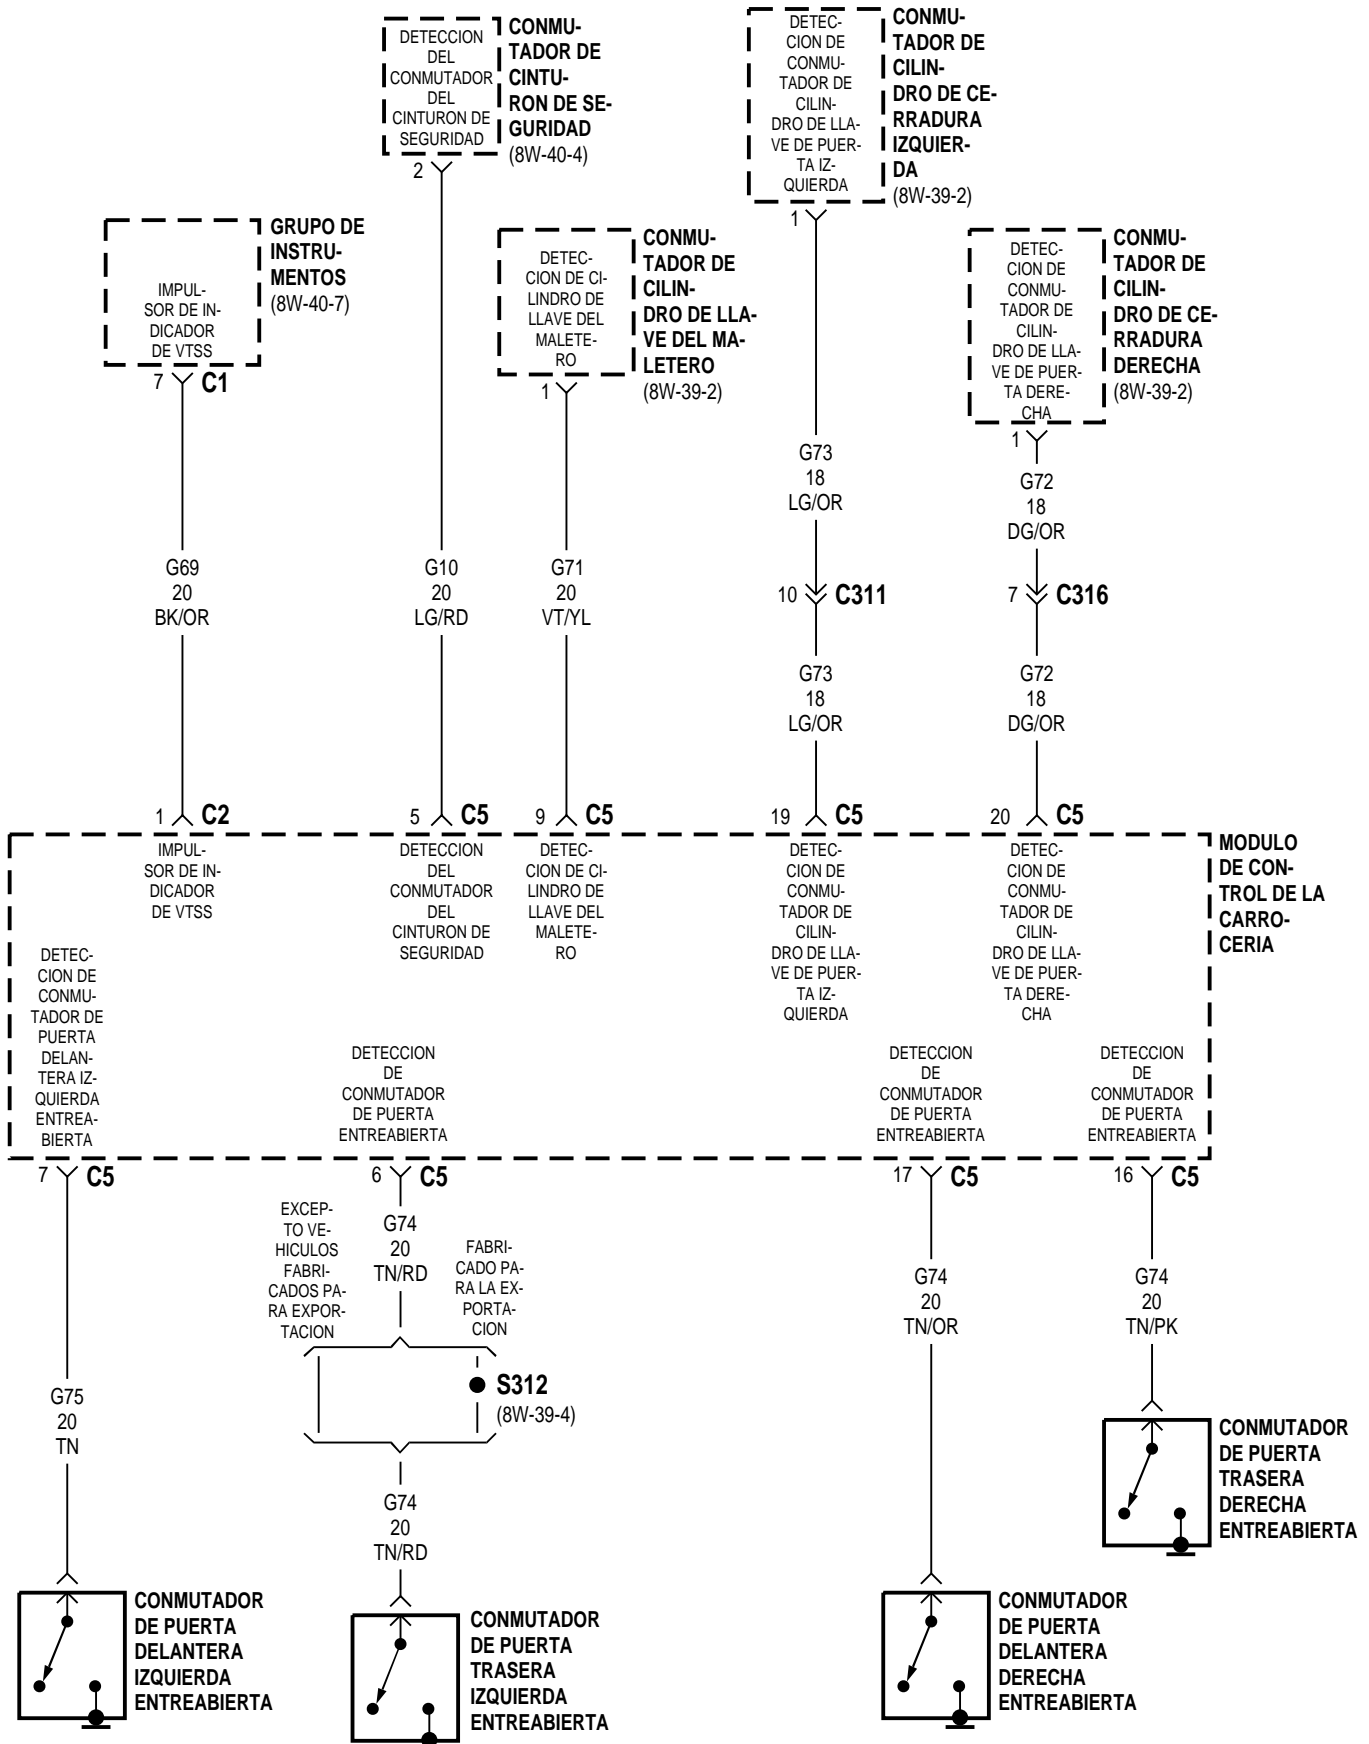 DETECCION
DEL
CONMUTADOR
DEL
CINTURON DE
SEGURIDAD
CONMU-
TADOR DE
CINTU-
RON DE SE-
GURIDAD
(8W-40-4)
2
DETEC-
CION DE
CONMU-
TADOR DE
CILIN-
DRO DE LLA-
VE DE PUER-
TA IZ-
QUIERDA
CONMU-
TADOR DE
CILIN-
DRO DE CE-
RRADURA
IZQUIER-
DA
(8W-39-2)
1
IMPUL-
SOR DE IN-
DICADOR
DE VTSS
GRUPO DE
INSTRU-
MENTOS
(8W-40-7)
7 C1
DETEC-
CION DE CI-
LINDRO DE
LLAVE DEL
MALETE-
RO
CONMU-
TADOR DE
CILIN-
DRO DE LLA-
VE DEL MA-
LETERO
(8W-39-2)
1
DETEC-
CION DE
CONMU-
TADOR DE
CILIN-
DRO DE LLA-
VE DE PUER-
TA DERE-
CHA
CONMU-
TADOR DE
CILIN-
DRO DE CE-
RRADURA
DERECHA
(8W-39-2)
1
G73
18
LG/OR
G72
18
DG/OR
G69
20
BK/OR
G10
20
LG/RD
G71
20
VT/YL
10 C311
7 C316
G73
18
LG/OR
G72
18
DG/OR
1 C2
5 C5
9 C5
19 C5
20 C5
MODULO
DE CON-
TROL DE LA
CARRO-
CERIA
IMPUL-
SOR DE IN-
DICADOR
DE VTSS
DETECCION
DEL
CONMUTADOR
DEL
CINTURON DE
SEGURIDAD
DETEC-
CION DE CI-
LINDRO DE
LLAVE DEL
MALETE-
RO
DETEC-
CION DE
CONMU-
TADOR DE
CILIN-
DRO DE LLA-
VE DE PUER-
TA IZ-
QUIERDA
DETEC-
CION DE
CONMU-
TADOR DE
CILIN-
DRO DE LLA-
VE DE PUER-
TA DERE-
CHA
DETEC-
CION DE
CONMU-
TADOR DE
PUERTA
DELAN-
TERA IZ-
QUIERDA
ENTREA-
BIERTA
DETECCION
DE
CONMUTADOR
DE PUERTA
ENTREABIERTA
DETECCION
DE
CONMUTADOR
DE PUERTA
ENTREABIERTA
DETECCION
DE
CONMUTADOR
DE PUERTA
ENTREABIERTA
7 C5
6 C5
17 C5
16 C5
EXCEP-
TO VE-
HICULOS
FABRI-
CADOS PA-
RA EXPOR-
TACION
G74
20
TN/RD
FABRI-
CADO PA-
RA LA EX-
PORTA-
CION
G74
20
TN/OR
G74
20
TN/PK
S312
(8W-39-4)
G75
20
TN
G74
20
TN/RD
CONMUTADOR
DE PUERTA
TRASERA
DERECHA
ENTREABIERTA
CONMUTADOR
DE PUERTA
DELANTERA
IZQUIERDA
ENTREABIERTA
CONMUTADOR
DE PUERTA
TRASERA
IZQUIERDA
ENTREABIERTA
CONMUTADOR
DE PUERTA
DELANTERA
DERECHA
ENTREABIERTA